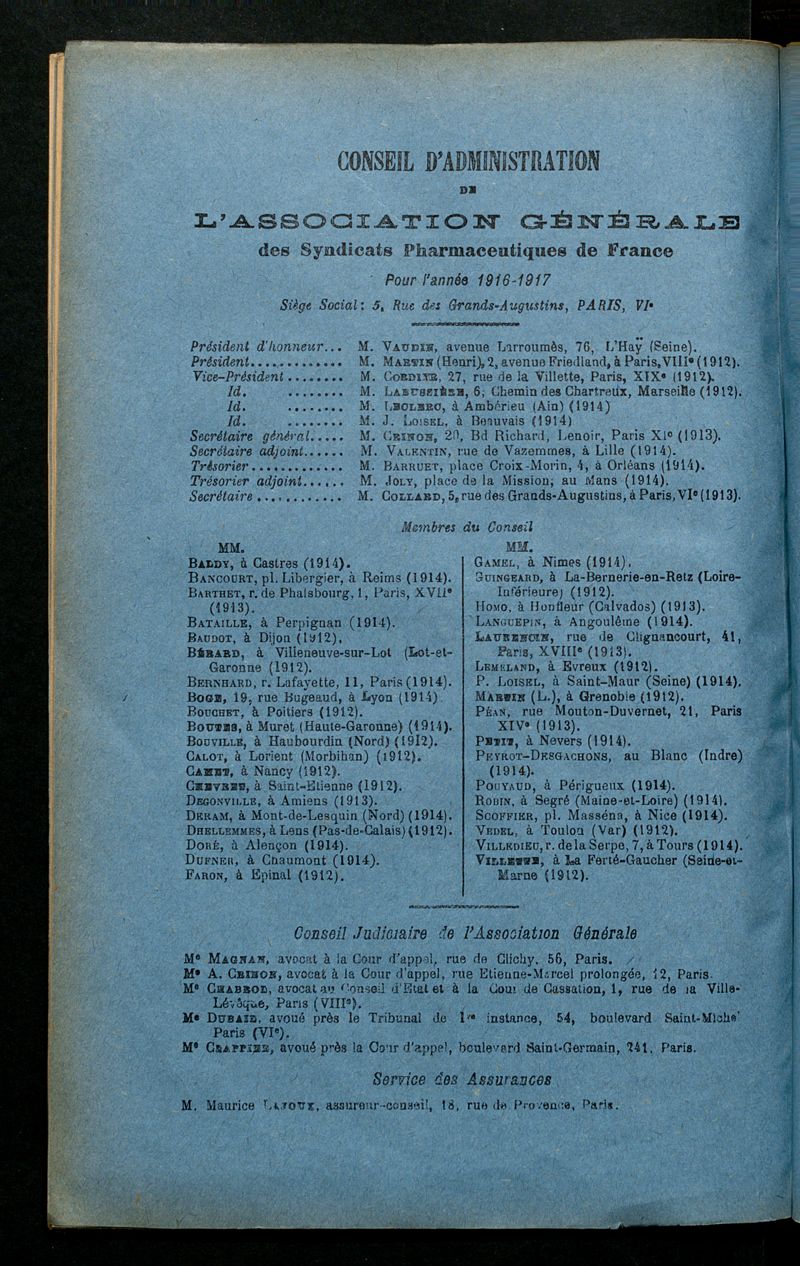 CONSEIL D'ADMINISTRATION
DE
L'ASSOCIATION GÉNÉRALE
des Syndicats Pharmaceutiques de France
Pour l'année 1916-1917
Siège Social : 5, Rue des Grands-Augustins, PARIS, VIe
Président d'honneur... M. VAUDIN, avenue Larroumès, 76, L'Haÿ (Seine).
Président............. M. MARTIN (Henri), 2, avenue Friedland, à Paris, VIIIe (1912).
Vice-Président ........ M. CORDIER, 27, rue de la Villette, Paris, XIXe (1912).
Id. ........ M. LABUSSIÈRE, 6, Chemin des Chartreux, Marseille (1912).
Id. ........ M. LECLERC, à Ambérieu (Ain) (1914)
Id. ........ M. J. LOISEL, à Beauvais (1914)
Secrétaire général..... M. CRINON, 20, Bd Richard, Lenoir, Paris XIe (1913).
Secrétaire adjoint...... M. VALENTIN, rue de Vazemmes, à Lille (1914).
Trésorier............. M. BARRUET, place Croix-Morin, 4, à Orléans (1914).
Trésorier adjoint...... M. JOLY, place de la Mission, au Mans (1914).
Secrétaire............ M. COLLARD, 5, rue des Grands-Augustins, à Paris, VIe (1913).
Membres du Conseil
MM.
BALDY, à Castres (1914).
BANCOURT, pl. Libergier, à Reims (1914).
BARTHET, r. de Phalsbourg, 1, Paris, XVIIe
(1913).
BATAILLE, à Perpignan (1914).
BAUDOT, à Dijon (1912).
BÉRARD, à Villeneuve-sur-Lot (Lot-et-
Garonne (1912).
BERNHARD, r. Lafayette, 11, Paris (1914).
BOGE, 19, rue Bugeaud, à Lyon (1914)
BOUCHET, à Poitiers (1912).
BOUTES, à Muret (Haute-Garonne) (1914).
BOUVILLE, à Haubourdin (Nord) (1912).
CALOT, à Lorient (Morbihan) (1912).
CAMET, à Nancy (1912).
CHEVRET, à Saint-Etienne (1912).
DEGONVILLE, à Amiens (1913).
DERAM, à Mont-de-Lesquin (Nord) (1914).
DHELLEMMES, à Lens (Pas-de-Calais) (1912).
DORÉ, à Alençon (1914).
DUFNER, à Chaumont (1914).
FARON, à Epinal (1912).
MM.
GAMEL, à Nimes (1914).
GUINGEARD, à La-Bernerie-en-Retz (Loire-
Inférieure) (1912).
HOMO, à Honfleur (Calvados) (1913).
LANGUEPIN, à Angoulême (1914).
LAURENCIN, rue de Clignancourt, 41,
Paris, XVIIIe (1913).
LEMELAND, à Evreux (1912).
P. LOISEL, à Saint-Maur (Seine) (1914).
MARTIN (L.), à Grenoble (1912).
PÉAN, rue Mouton-Duvernet, 21, Paris
XIVe (1913).
PETIT, à Nevers (1914).
PEYROT-DESGACHONS, au Blanc (Indre)
(1914).
POUYAUD, à Périgueux (1914).
ROBIN, à Segré (Maine-et-Loire) (1914).
SCOFFIER, pl. Masséna, à Nice (1914).
VEDEL, à Toulon (Var) (1912).
VILLEDIEU, r. de la Serpe, 7, à Tours (1914).
VILLETTE, à La Ferté-Gaucher (Seine-et-
Marne (1912).
Conseil Judiciaire de l'Association Générale
Me MAGNAN, avocat à la Cour d'appel, rue de Clichy, 56, Paris.
Me A. CRINON, avocat à la Cour d'appel, rue Etienne-Marcel prolongée, 12, Paris.
Me CHABROD, avocat au Conseil d'Etat et à la Cour de Cassation, 1, rue de la Ville-
Lévêque, Paris (VIIIe).
Me DUBAIL, avoué près le Tribunal de 1re instance, 54, boulevard Saint-Michel
Paris (VIe).
Me avoué près la Cour d'appel, boulevard Saint-Germain, 241, Paris.
Service des Assurances
M. Maurice LAJOUX, assureur-conseil, 18, rue de Provence, Paris.